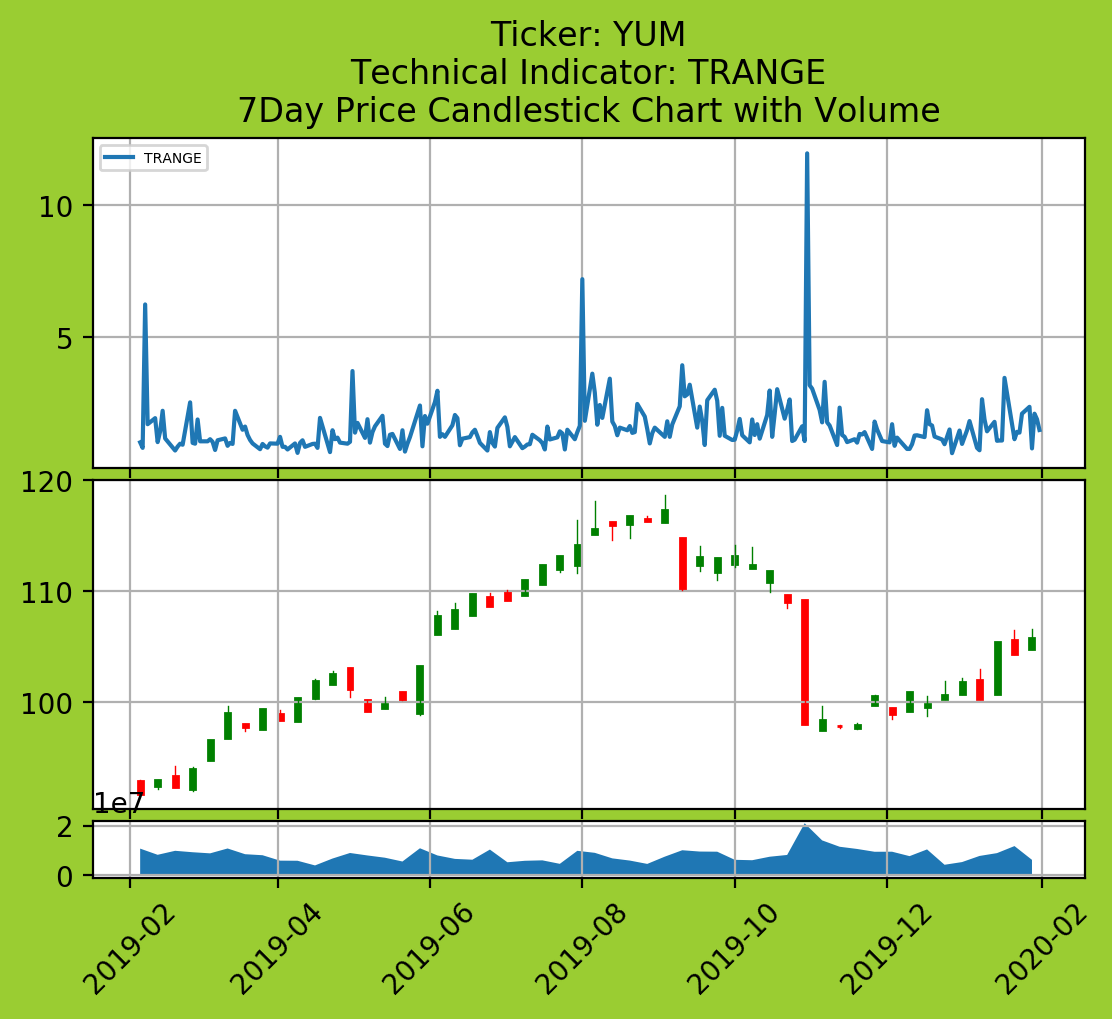 Ticker: YUM
Technical Indicator: TRANGE
7Day Price Candlestick Chart with Volume
TRANGE
10
5
120
110
100
1e7
2
0
2019-02
2019-04
2019-06
2019-08
2019-10
2019-12
2020-02